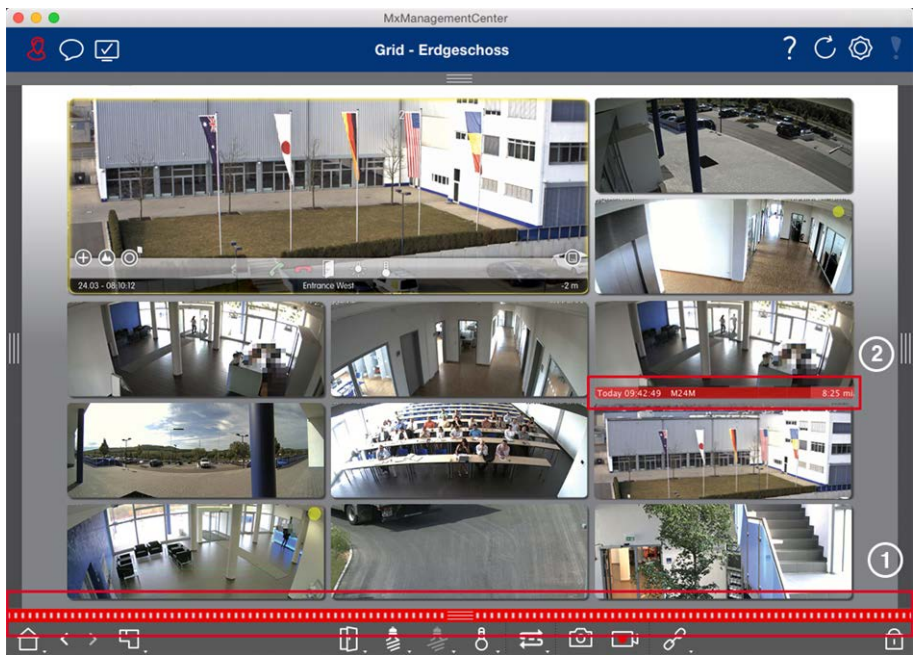 MxManagementCenter
Grid - Erdgeschoss
?
24.03 - 08:10:12 Entrance West -2 m
2
Today 09:42:49 M24M 8:25 mi.
1